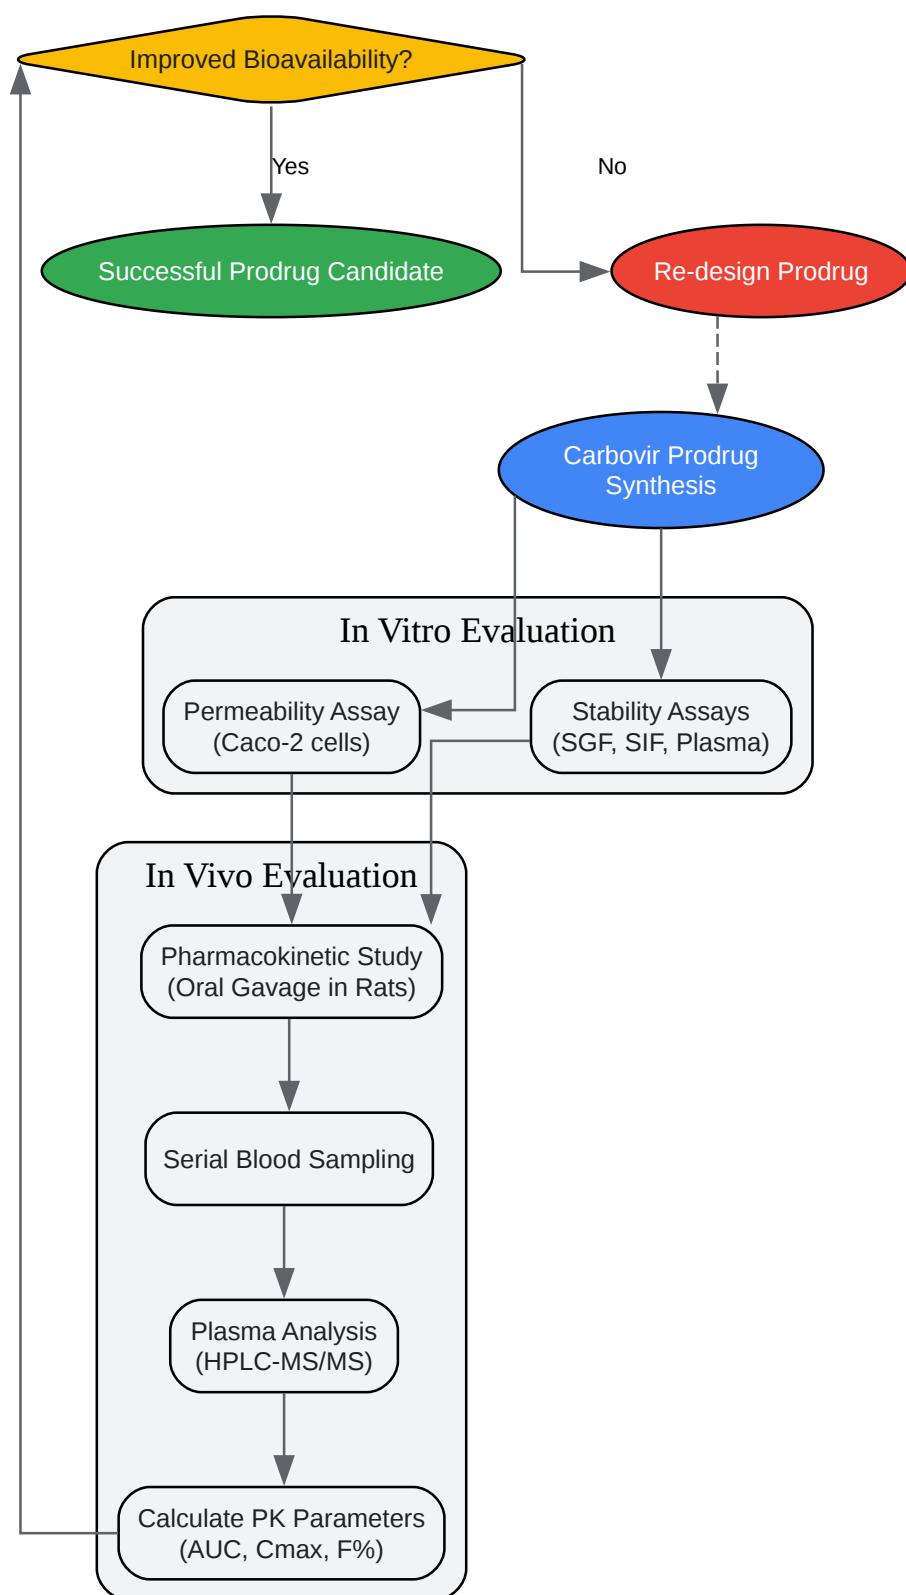 Improved Bioavailability?
Yes
No
Successful Prodrug Candidate
Re-design Prodrug
Carbovir Prodrug
Synthesis
In Vitro Evaluation
Permeability Assay
(Caco-2 cells)
Stability Assays
(SGF, SIF, Plasma)
In Vivo Evaluation
Pharmacokinetic Study
(Oral Gavage in Rats)
Serial Blood Sampling
Plasma Analysis
(HPLC-MS/MS)
Calculate PK Parameters
(AUC, Cmax, F%)